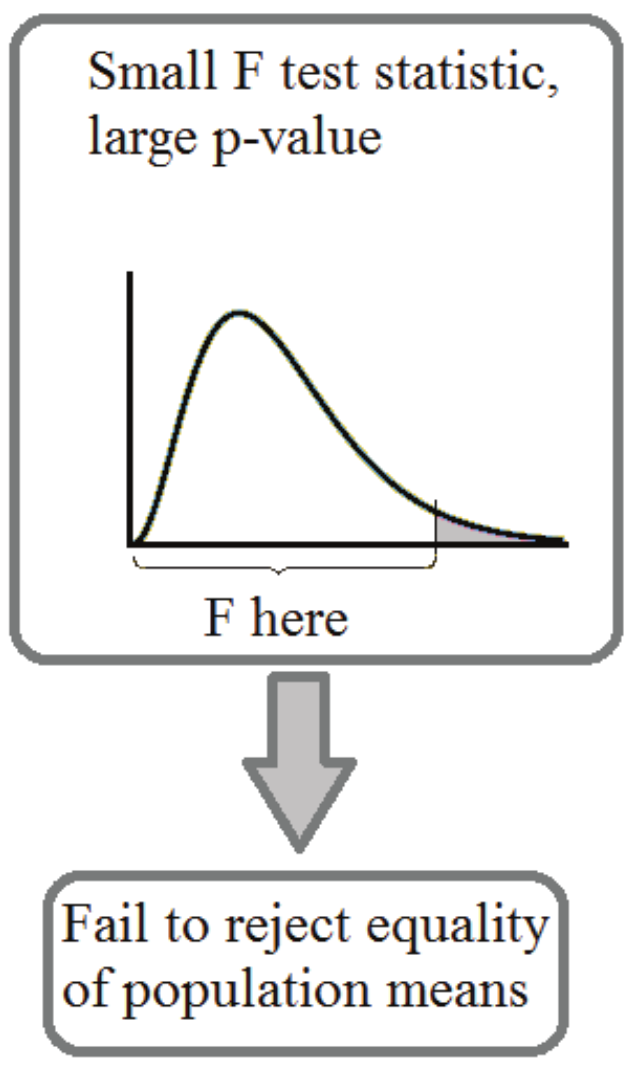 Small F test statistic,
large p-value
F here
Fail to reject equality
of population means